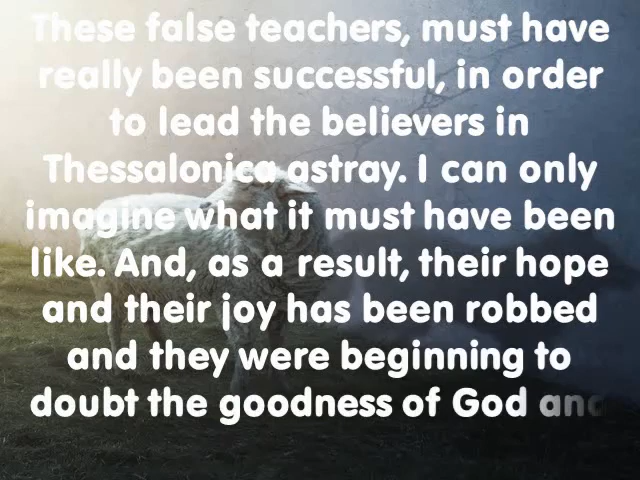 These false teachers, must have
really been successful, in order
to lead the believers in
Thessalonica astray. I can only
imagine what it must have been
like. And, as a result, their hope
and their joy has been robbed
and they were beginning to
doubt the goodness of God and